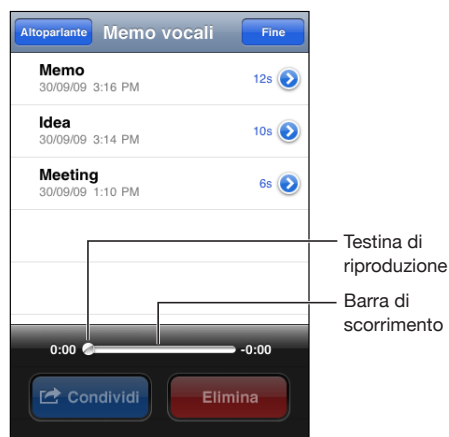 Altoparlante Memo vocali Fine
Memo
30/09/09 3:16 PM
12s
Idea
30/09/09 3:14 PM
10s
Meeting
30/09/09 1:10 PM
6s
Testina di
riproduzione
Barra di
scorrimento
0:00 -0:00
Condividi Elimina